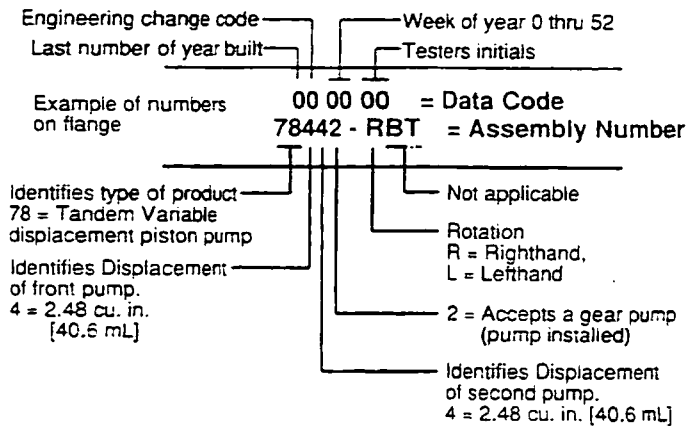 Engineering change code
Week of year 0 thru 52
Last number of year built
Testers initials
Example of numbers
on flange
00 00 00 = Data Code
78442 - RBT = Assembly Number
Identifies type of product
78 = Tandem Variable
displacement piston pump
Not applicable
Rotation
R = Righthand,
L = Lefthand
Identifies Displacement
of front pump.
4 = 2.48 cu. in.
[40.6 mL]
2 = Accepts a gear pump
(pump installed)
Identifies Displacement
of second pump.
4 = 2.48 cu. in. [40.6 mL]